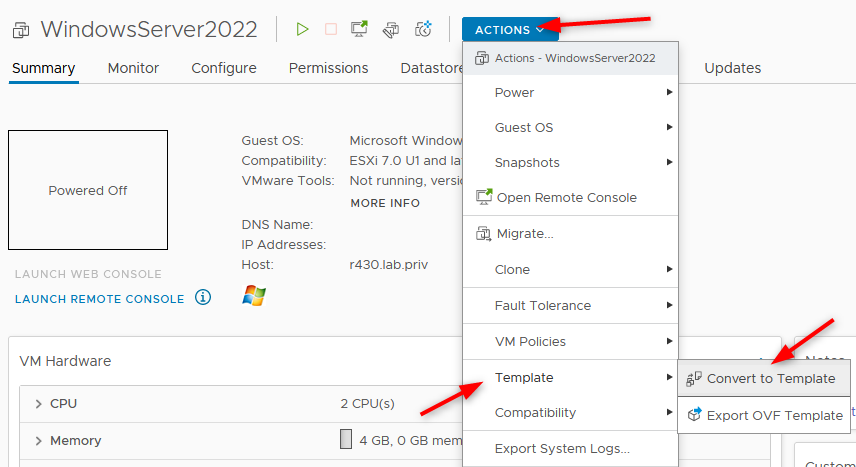 WindowsServer2022
ACTIONS
Summary Monitor Configure Permissions Datastore Updates
Actions - WindowsServer2022
Power
Guest OS
Snapshots
Open Remote Console
Migrate...
Clone
Fault Tolerance
VM Policies
Template
Compatibility
Export System Logs...
Convert to Template
Export OVF Template
Powered Off
LAUNCH WEB CONSOLE
LAUNCH REMOTE CONSOLE
Guest OS: Microsoft Window
Compatibility: ESXi 7.0 U1 and la
VMware Tools: Not running, versio
MORE INFO
DNS Name:
IP Addresses:
Host: r430.lab.priv
VM Hardware
CPU 2 CPU(s)
Memory 4 GB, 0 GB mem